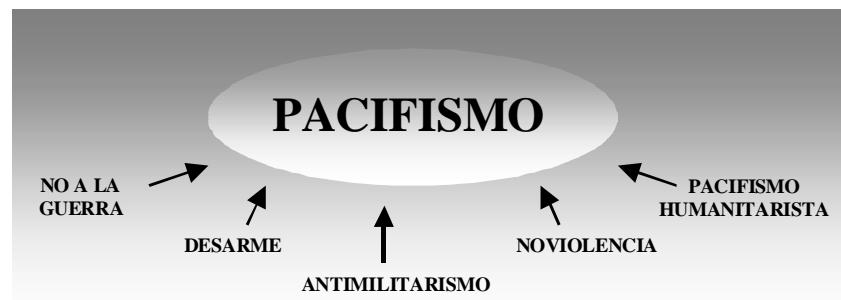 PACIFISMO
NO A LA
GUERRA
DESARME
ANTIMILITARISMO
NOVIOLENCIA
PACIFISMO
HUMANITARISTA